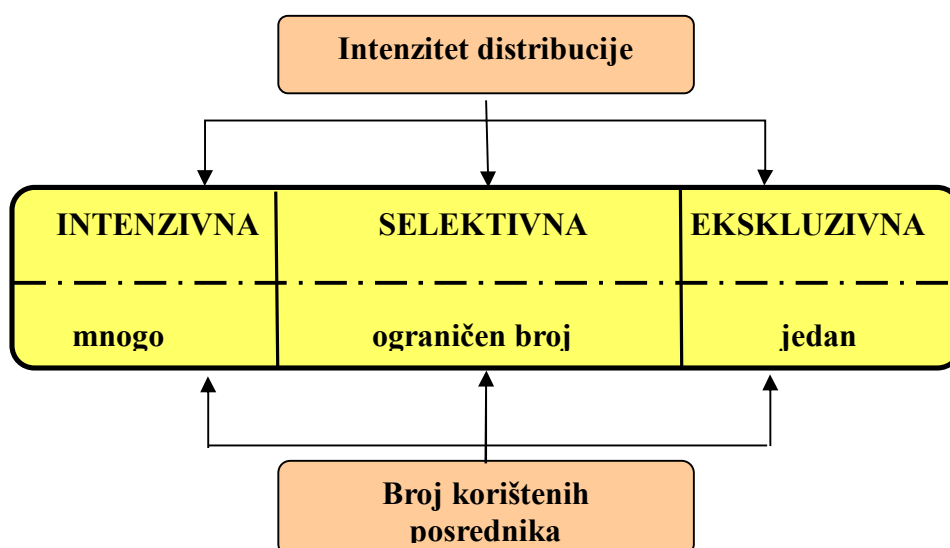 Intenzitet distribucije
INTENZIVNA SELEKTIVNA EKSKLUZIVNA
mnogo ograničen broj jedan
Broj korištenih
posrednika